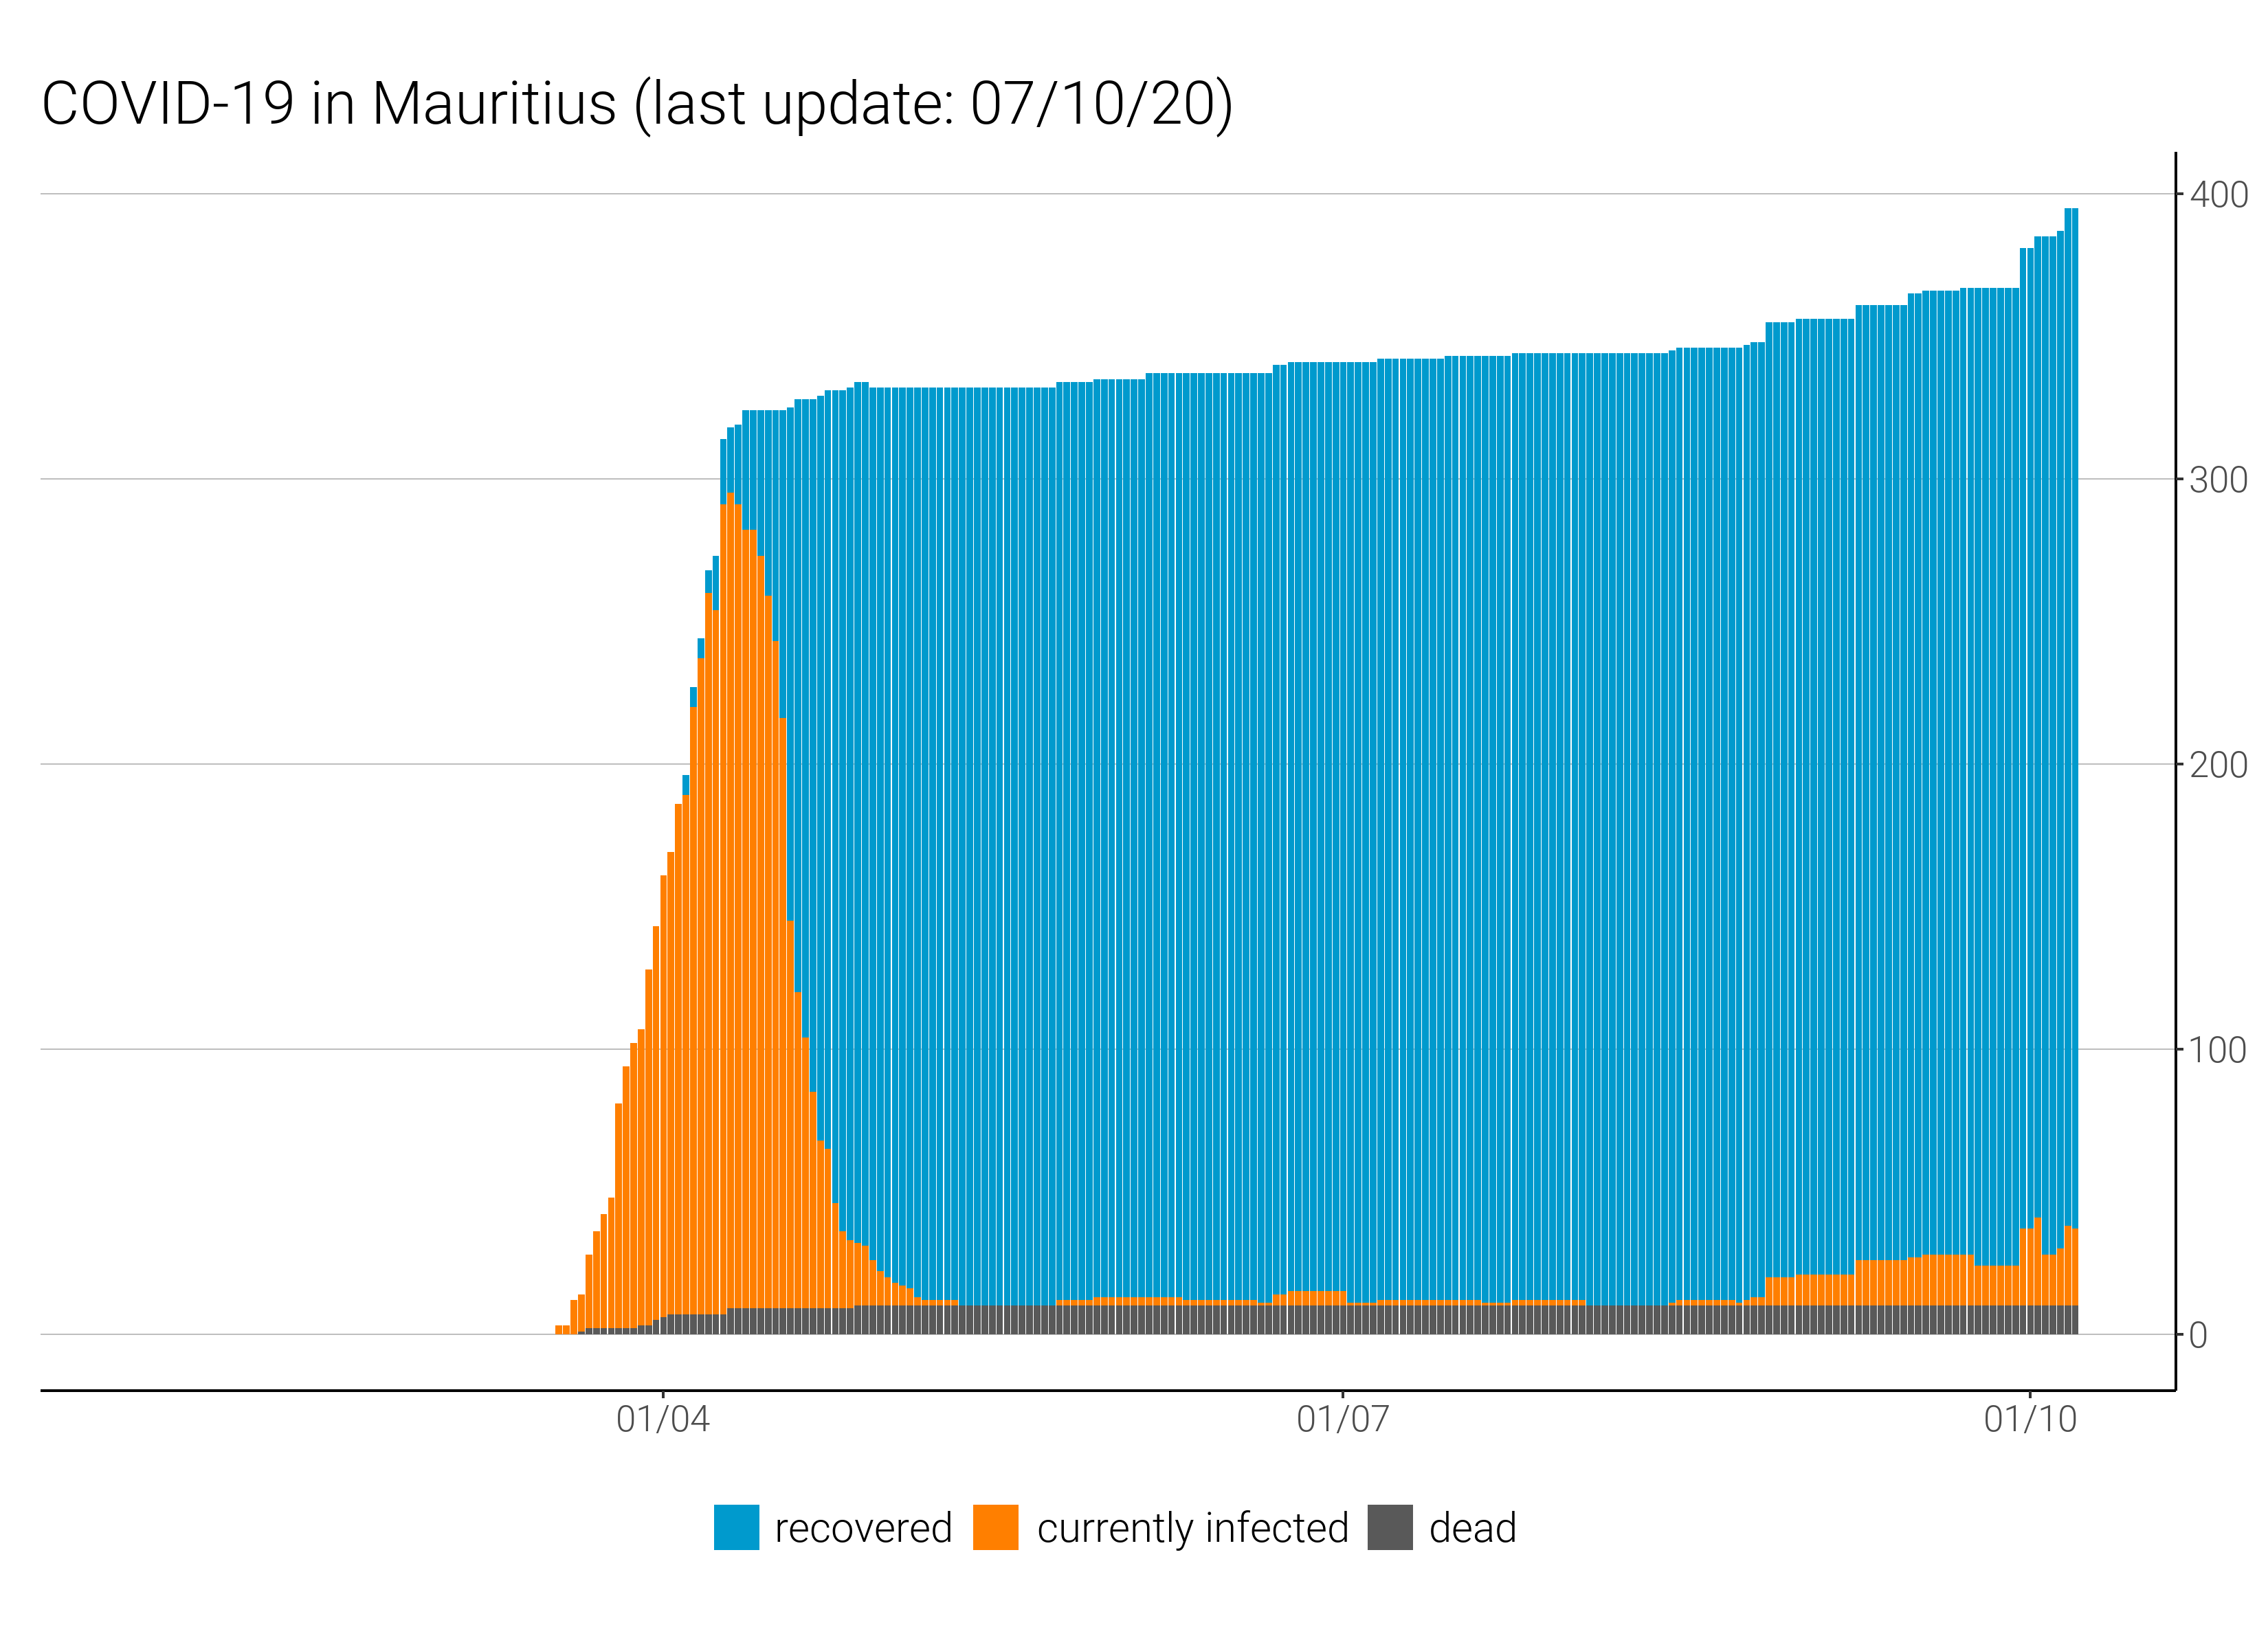 COVID-19 in Mauritius (last update: 07/10/20)
400
300
200
100
0
01/04 01/07 01/10
recovered currently infected dead